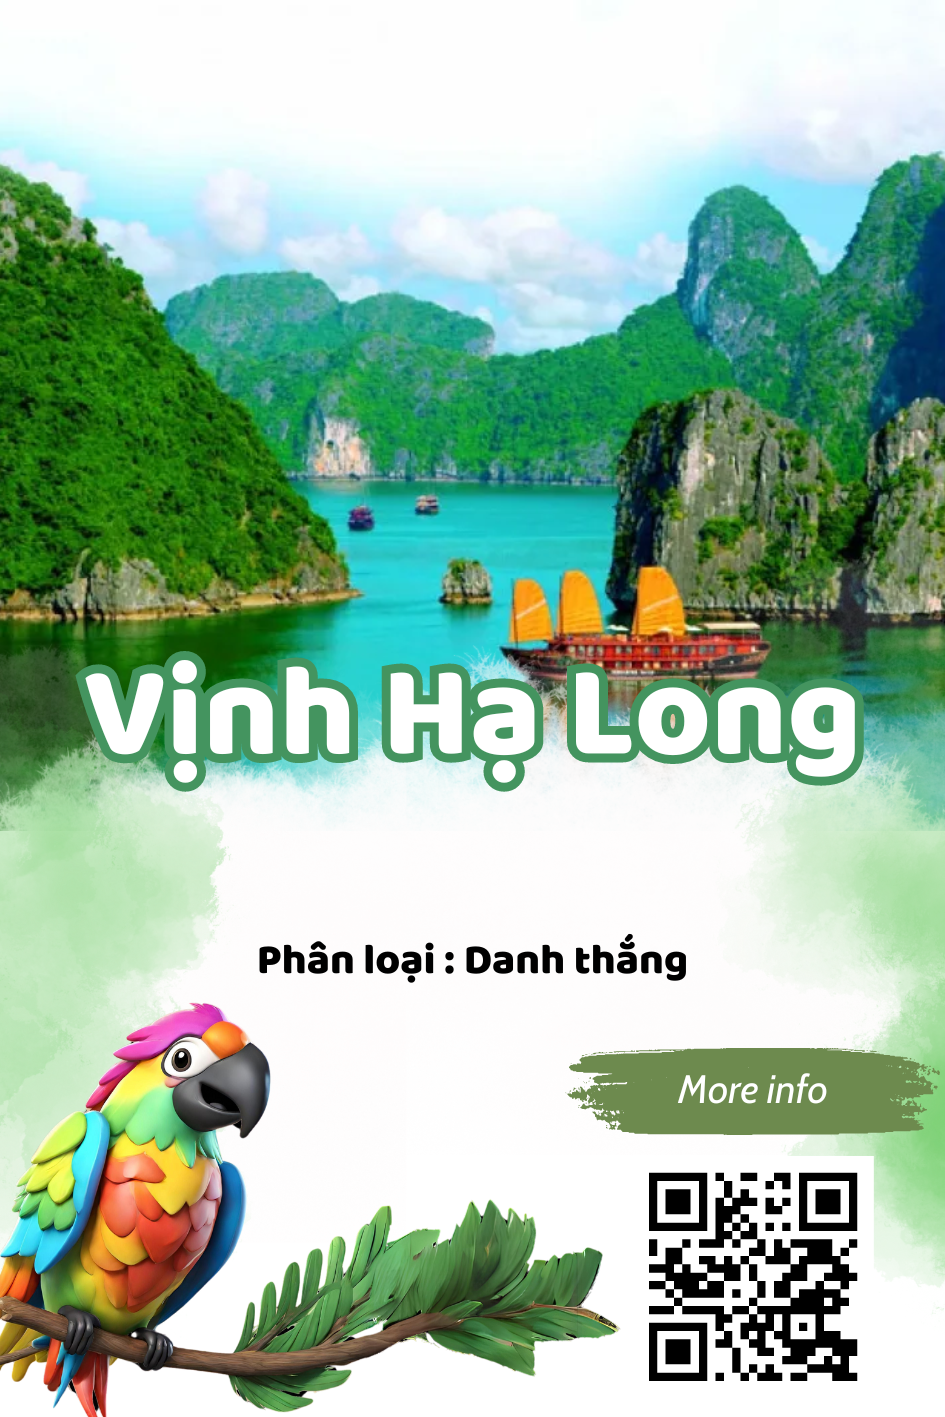 Vịnh Hạ Long
Phân loại : Danh thắng
More info